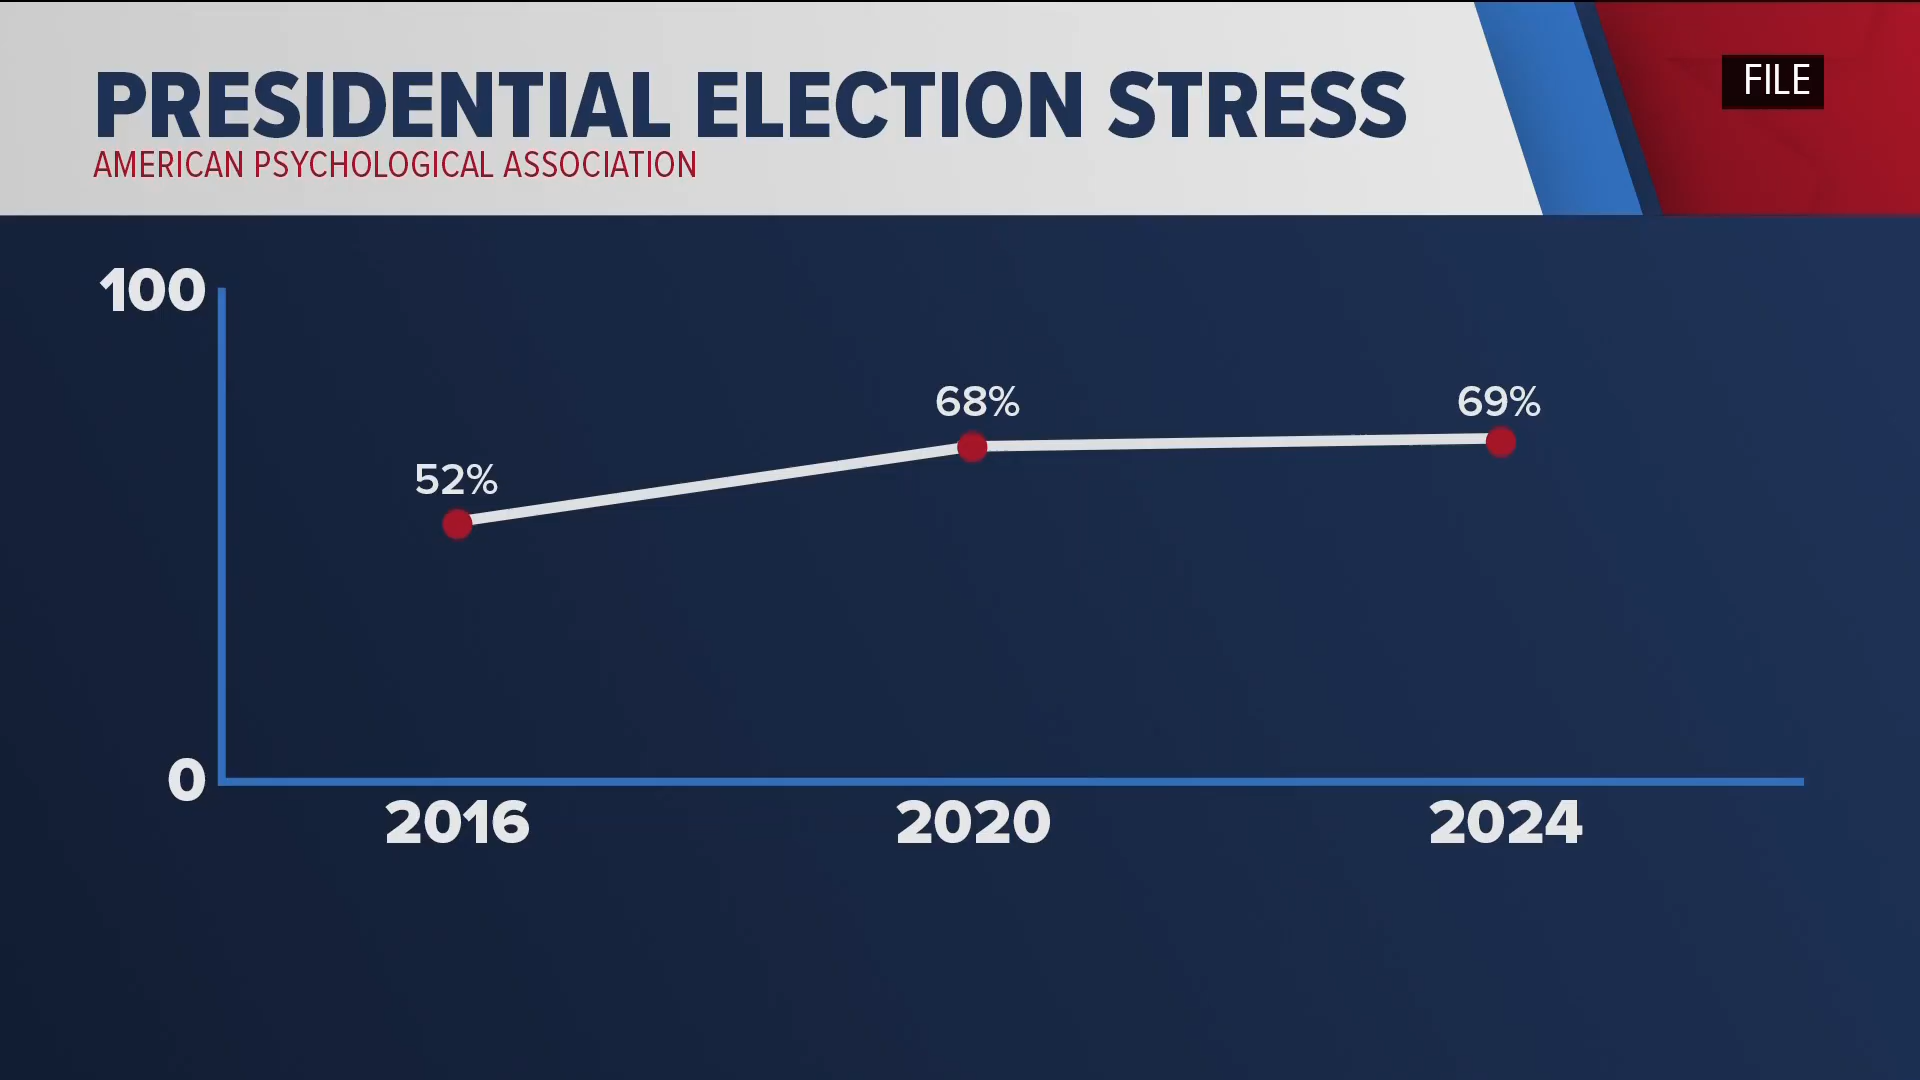 PRESIDENTIAL ELECTION STRESS
AMERICAN PSYCHOLOGICAL ASSOCIATION
FILE
100
52%
68%
69%
0
2016
2020
2024